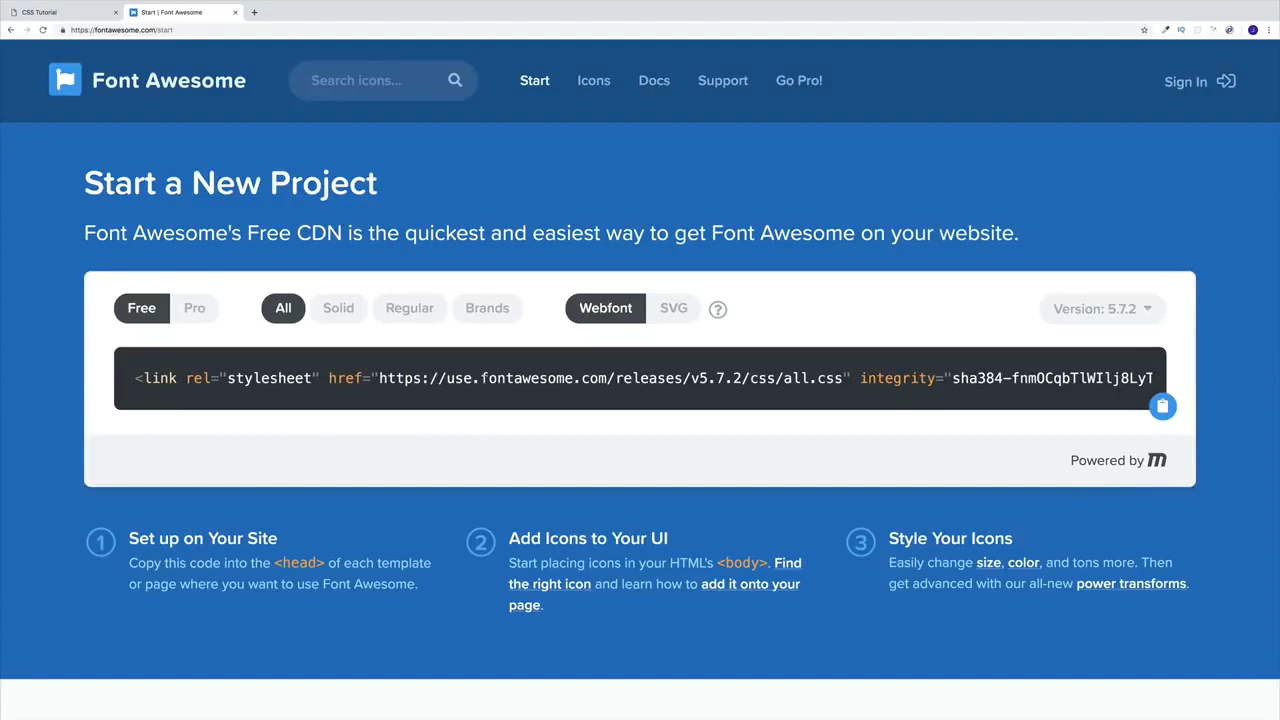 CSS Tutorial
Start | Font Awesome
https://fontawesome.com/start
Font Awesome
Search icons...
Start
Icons
Docs
Support
Go Pro!
Sign In
Start a New Project
Font Awesome's Free CDN is the quickest and easiest way to get Font Awesome on your website.
Free
Pro
All
Solid
Regular
Brands
Webfont
SVG
?
Version: 5.7.2
<link rel="stylesheet" href="https://use.fontawesome.com/releases/v5.7.2/css/all.css" integrity="sha384-fnmOCqbTlWIlj8LyT
Powered by m
1
Set up on Your Site
Copy this code into the <head> of each template
or page where you want to use Font Awesome.
2
Add Icons to Your UI
Start placing icons in your HTML's <body>. Find
the right icon and learn how to add it onto your
page.
3
Style Your Icons
Easily change size, color, and tons more. Then
get advanced with our all-new power transforms.